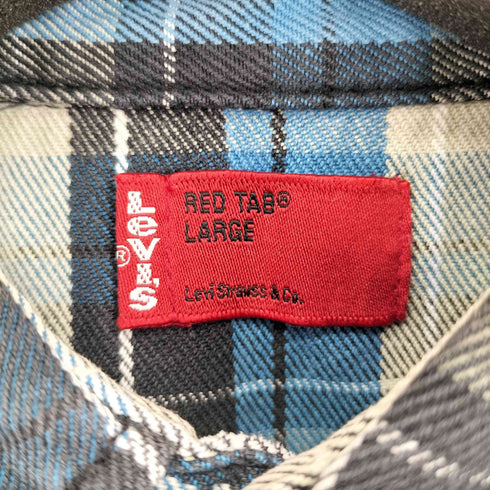 LEVI'S
®
RED TAB®
LARGE
Levi Strauss & Co.